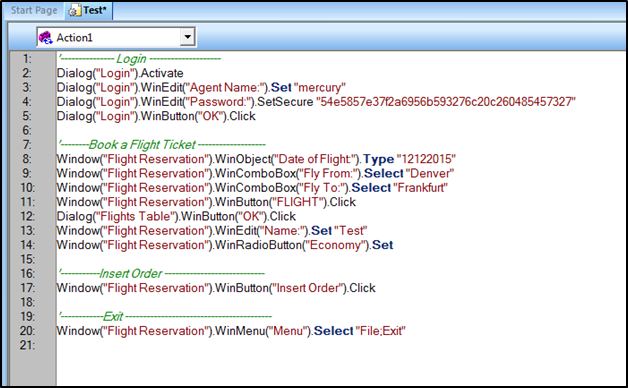 Start Page Test*
Action1
1: '--------------- Login --------------------
2: Dialog("Login").Activate
3: Dialog("Login").WinEdit("Agent Name:").Set "mercury"
4: Dialog("Login").WinEdit("Password:").SetSecure "54e5857e37f2a6956b593276c20c260485457327"
5: Dialog("Login").WinButton("OK").Click
6:
7: '--------Book a Flight Ticket -------------------
8: Window("Flight Reservation").WinObject("Date of Flight:").Type "12122015"
9: Window("Flight Reservation").WinComboBox("Fly From:").Select "Denver"
10: Window("Flight Reservation").WinComboBox("Fly To:").Select "Frankfurt"
11: Window("Flight Reservation").WinButton("FLIGHT").Click
12: Dialog("Flights Table").WinButton("OK").Click
13: Window("Flight Reservation").WinEdit("Name:").Set "Test"
14: Window("Flight Reservation").WinRadioButton("Economy").Set
15:
16: '-----------Insert Order ----------------------------
17: Window("Flight Reservation").WinButton("Insert Order").Click
18:
19: '------------Exit -----------------------------------------
20: Window("Flight Reservation").WinMenu("Menu").Select "File;Exit"
21: